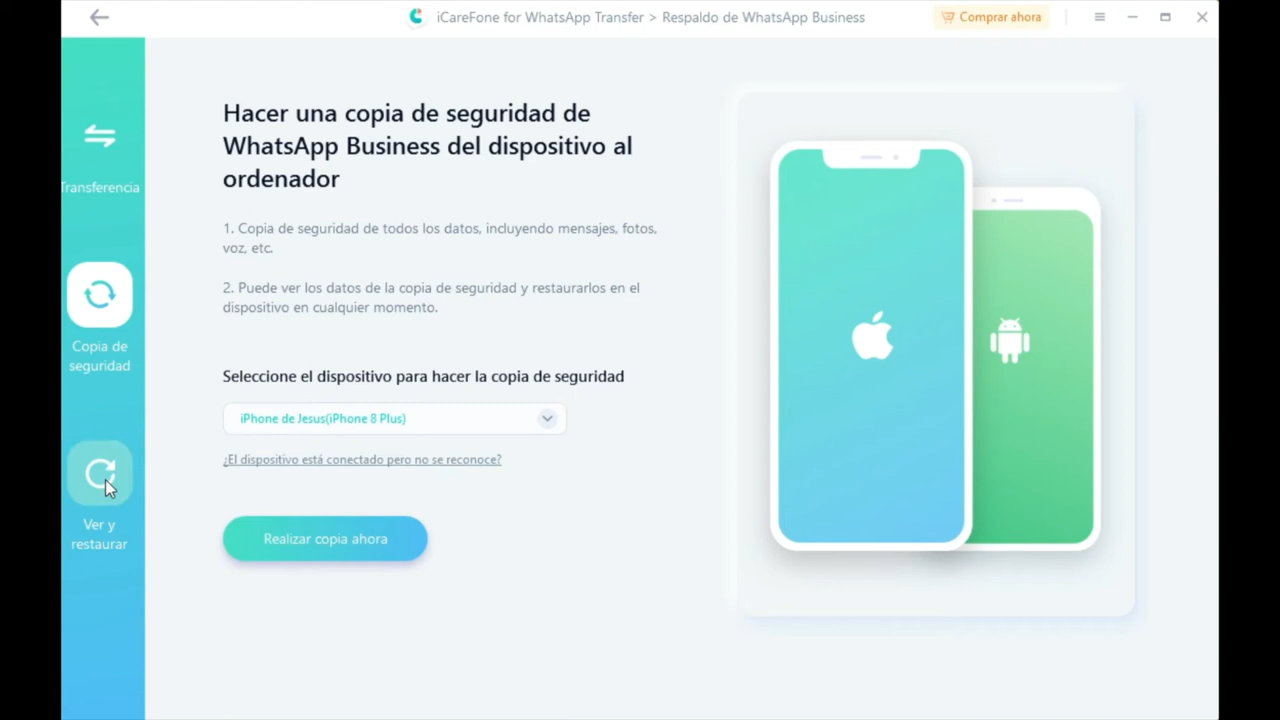 iCareFone for WhatsApp Transfer > Respaldo de WhatsApp Business
Comprar ahora
Transferencia
Copia de
seguridad
Ver y
restaurar
Hacer una copia de seguridad de
WhatsApp Business del dispositivo al
ordenador
1. Copia de seguridad de todos los datos, incluyendo mensajes, fotos,
voz, etc.
2. Puede ver los datos de la copia de seguridad y restaurarlos en el
dispositivo en cualquier momento.
Seleccione el dispositivo para hacer la copia de seguridad
iPhone de Jesus(iPhone 8 Plus)
¿El dispositivo está conectado pero no se reconoce?
Realizar copia ahora